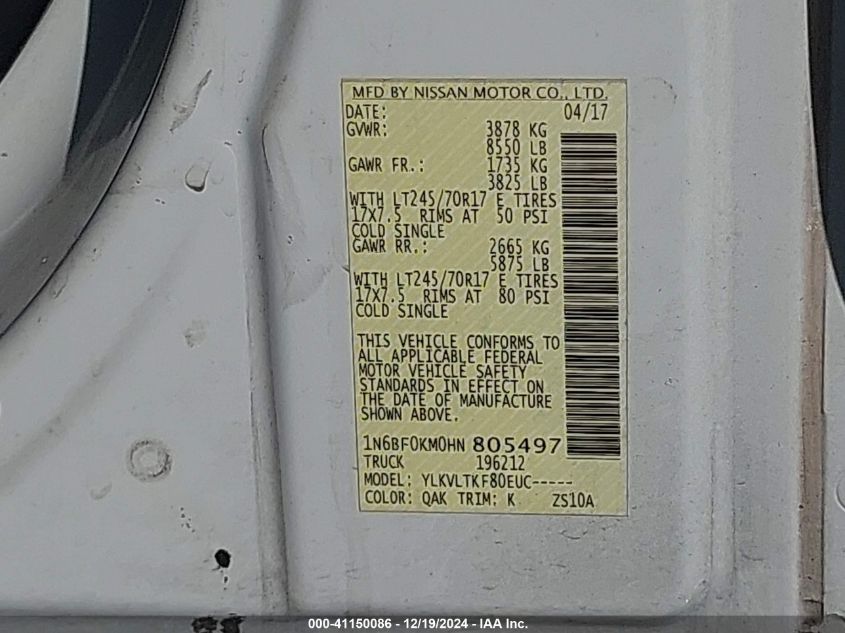 MFD BY NISSAN MOTOR CO., LTD.
DATE: 04/17
GVWR: 3878 KG
8550 LB
GAWR FR.: 1735 KG
3825 LB
WITH LT245/70R17 E TIRES
17X7.5 RIMS AT 50 PSI
COLD SINGLE
GAWR RR.: 2665 KG
5875 LB
WITH LT245/70R17 E TIRES
17X7.5 RIMS AT 80 PSI
COLD SINGLE
THIS VEHICLE CONFORMS TO
ALL APPLICABLE FEDERAL
MOTOR VEHICLE SAFETY
STANDARDS IN EFFECT ON
THE DATE OF MANUFACTURE
SHOWN ABOVE.
1N6BF0KM0HN 805497
TRUCK 196212
MODEL: YLKVLTKF80EUC-----
COLOR: QAK TRIM: K ZS10A
000-41150086 - 12/19/2024 - IAA Inc.